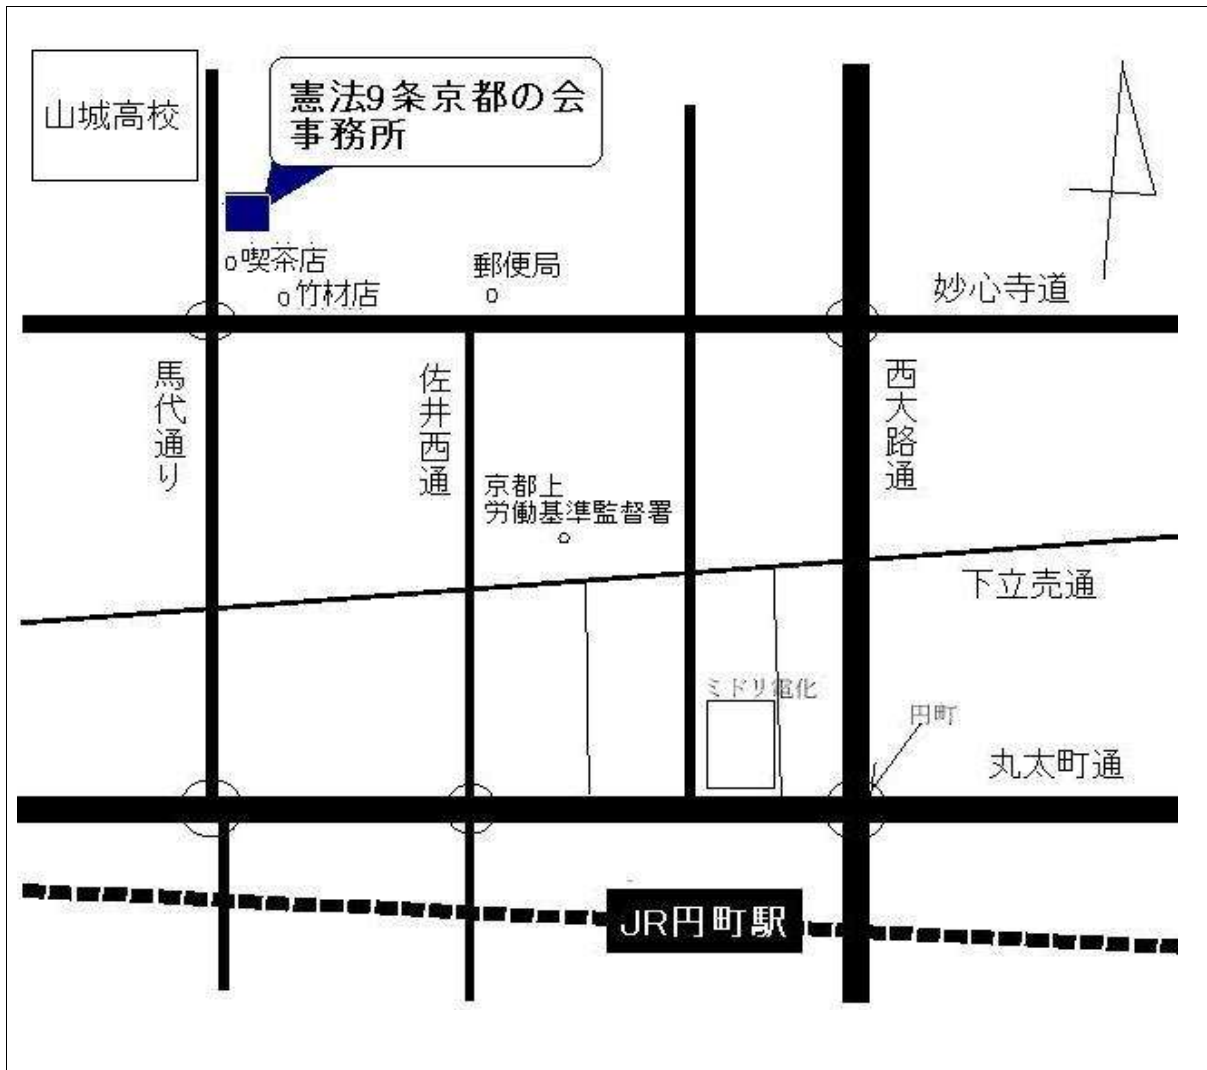 山城高校
憲法9条京都の会
事務所
喫茶店
竹材店
郵便局
妙心寺道
馬代通り
佐井西通
西大路通
京都上
労働基準監督署
下立売通
ミドリ電化
円町
丸太町通
JR円町駅